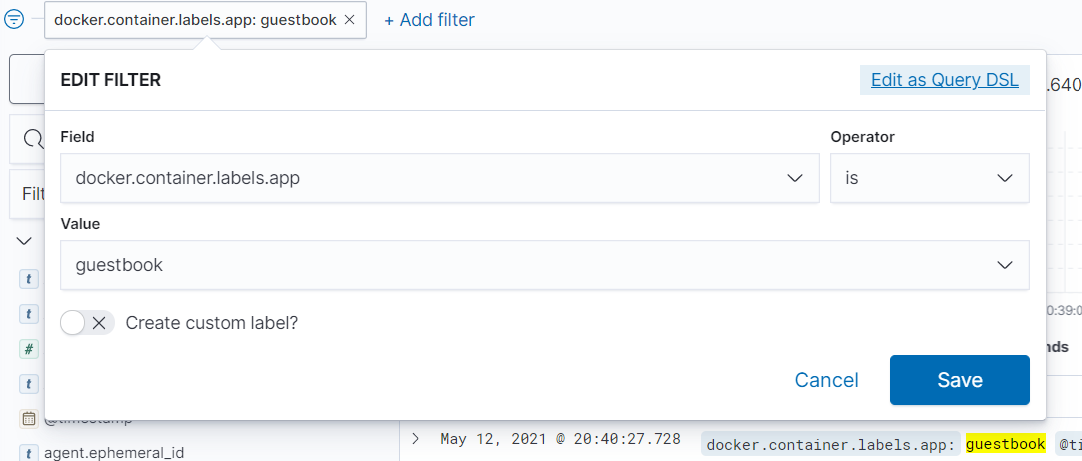 docker.container.labels.app: guestbook × + Add filter
EDIT FILTER Edit as Query DSL
.640
Field Operator
docker.container.labels.app is
Filt
Value
guestbook
t
t
0:39:0
Create custom label?
#
nds
t
Cancel Save
@timestamp
May 12, 2021 @ 20:40:27.728 docker.container.labels.app: guestbook @ti
t agent.ephemeral_id